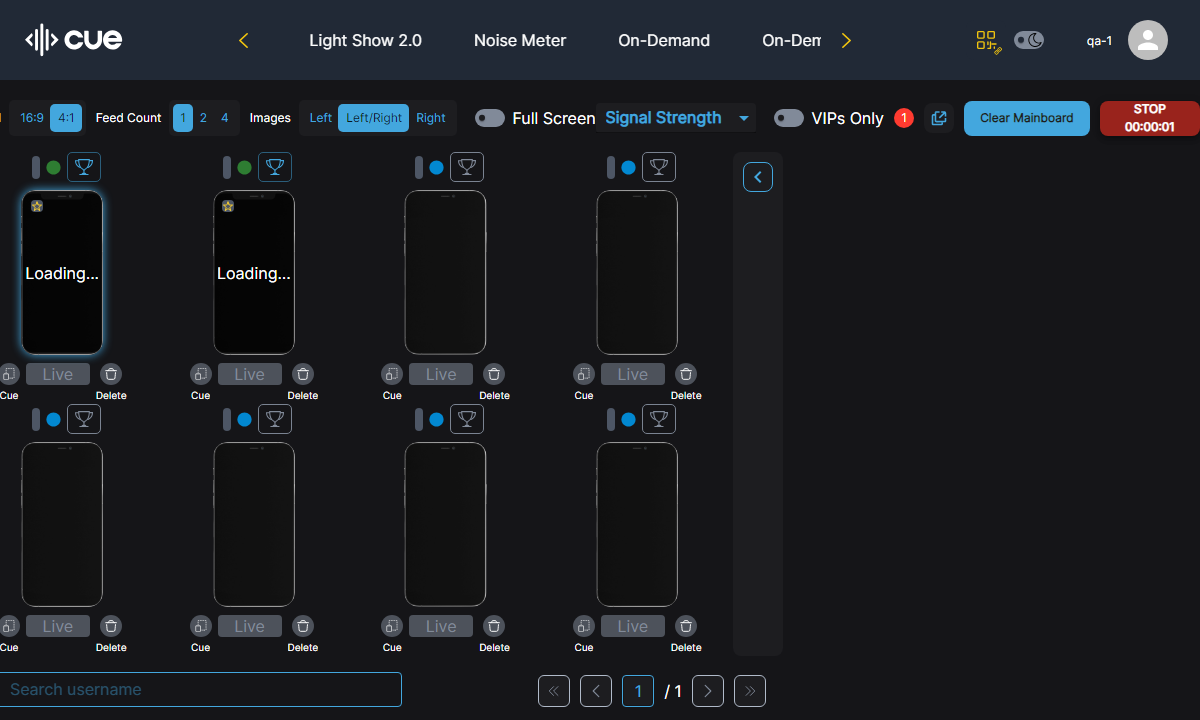 cue
Light Show 2.0
Noise Meter
On-Demand
On-Dem
qa-1
16:9
4:1
Feed Count
1
2
4
Images
Left
Left/Right
Right
Full Screen
Signal Strength
VIPs Only
1
Clear Mainboard
STOP
00:00:01
Loading...
Loading...
Live
Live
Live
Live
Cue
Delete
Cue
Delete
Cue
Delete
Cue
Delete
Live
Live
Live
Live
Cue
Delete
Cue
Delete
Cue
Delete
Cue
Delete
Search username
1
/ 1